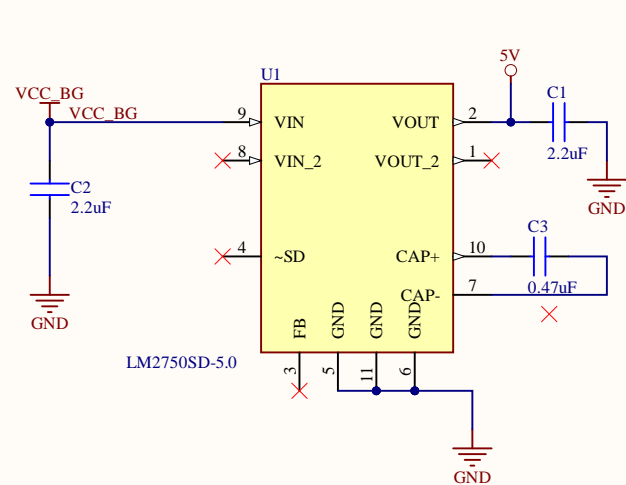 5V
U1
VCC_BG
VCC_BG
C1
9
VIN
VOUT
2
2.2uF
8
VIN_2
VOUT_2
1
C2
2.2uF
GND
C3
4
~SD
CAP+
10
0.47uF
CAP-
7
GND
FB
GND
GND
GND
LM2750SD-5.0
3
5
11
6
GND